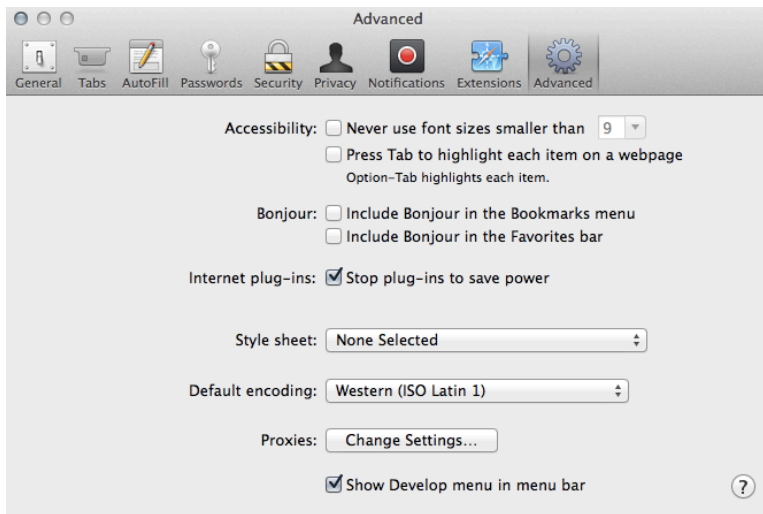 Advanced
General Tabs AutoFill Passwords Security Privacy Notifications Extensions Advanced
Accessibility: Never use font sizes smaller than 9
Press Tab to highlight each item on a webpage
Option-Tab highlights each item.
Bonjour: Include Bonjour in the Bookmarks menu
Include Bonjour in the Favorites bar
Internet plug-ins: Stop plug-ins to save power
Style sheet: None Selected
Default encoding: Western (ISO Latin 1)
Proxies: Change Settings...
Show Develop menu in menu bar ?